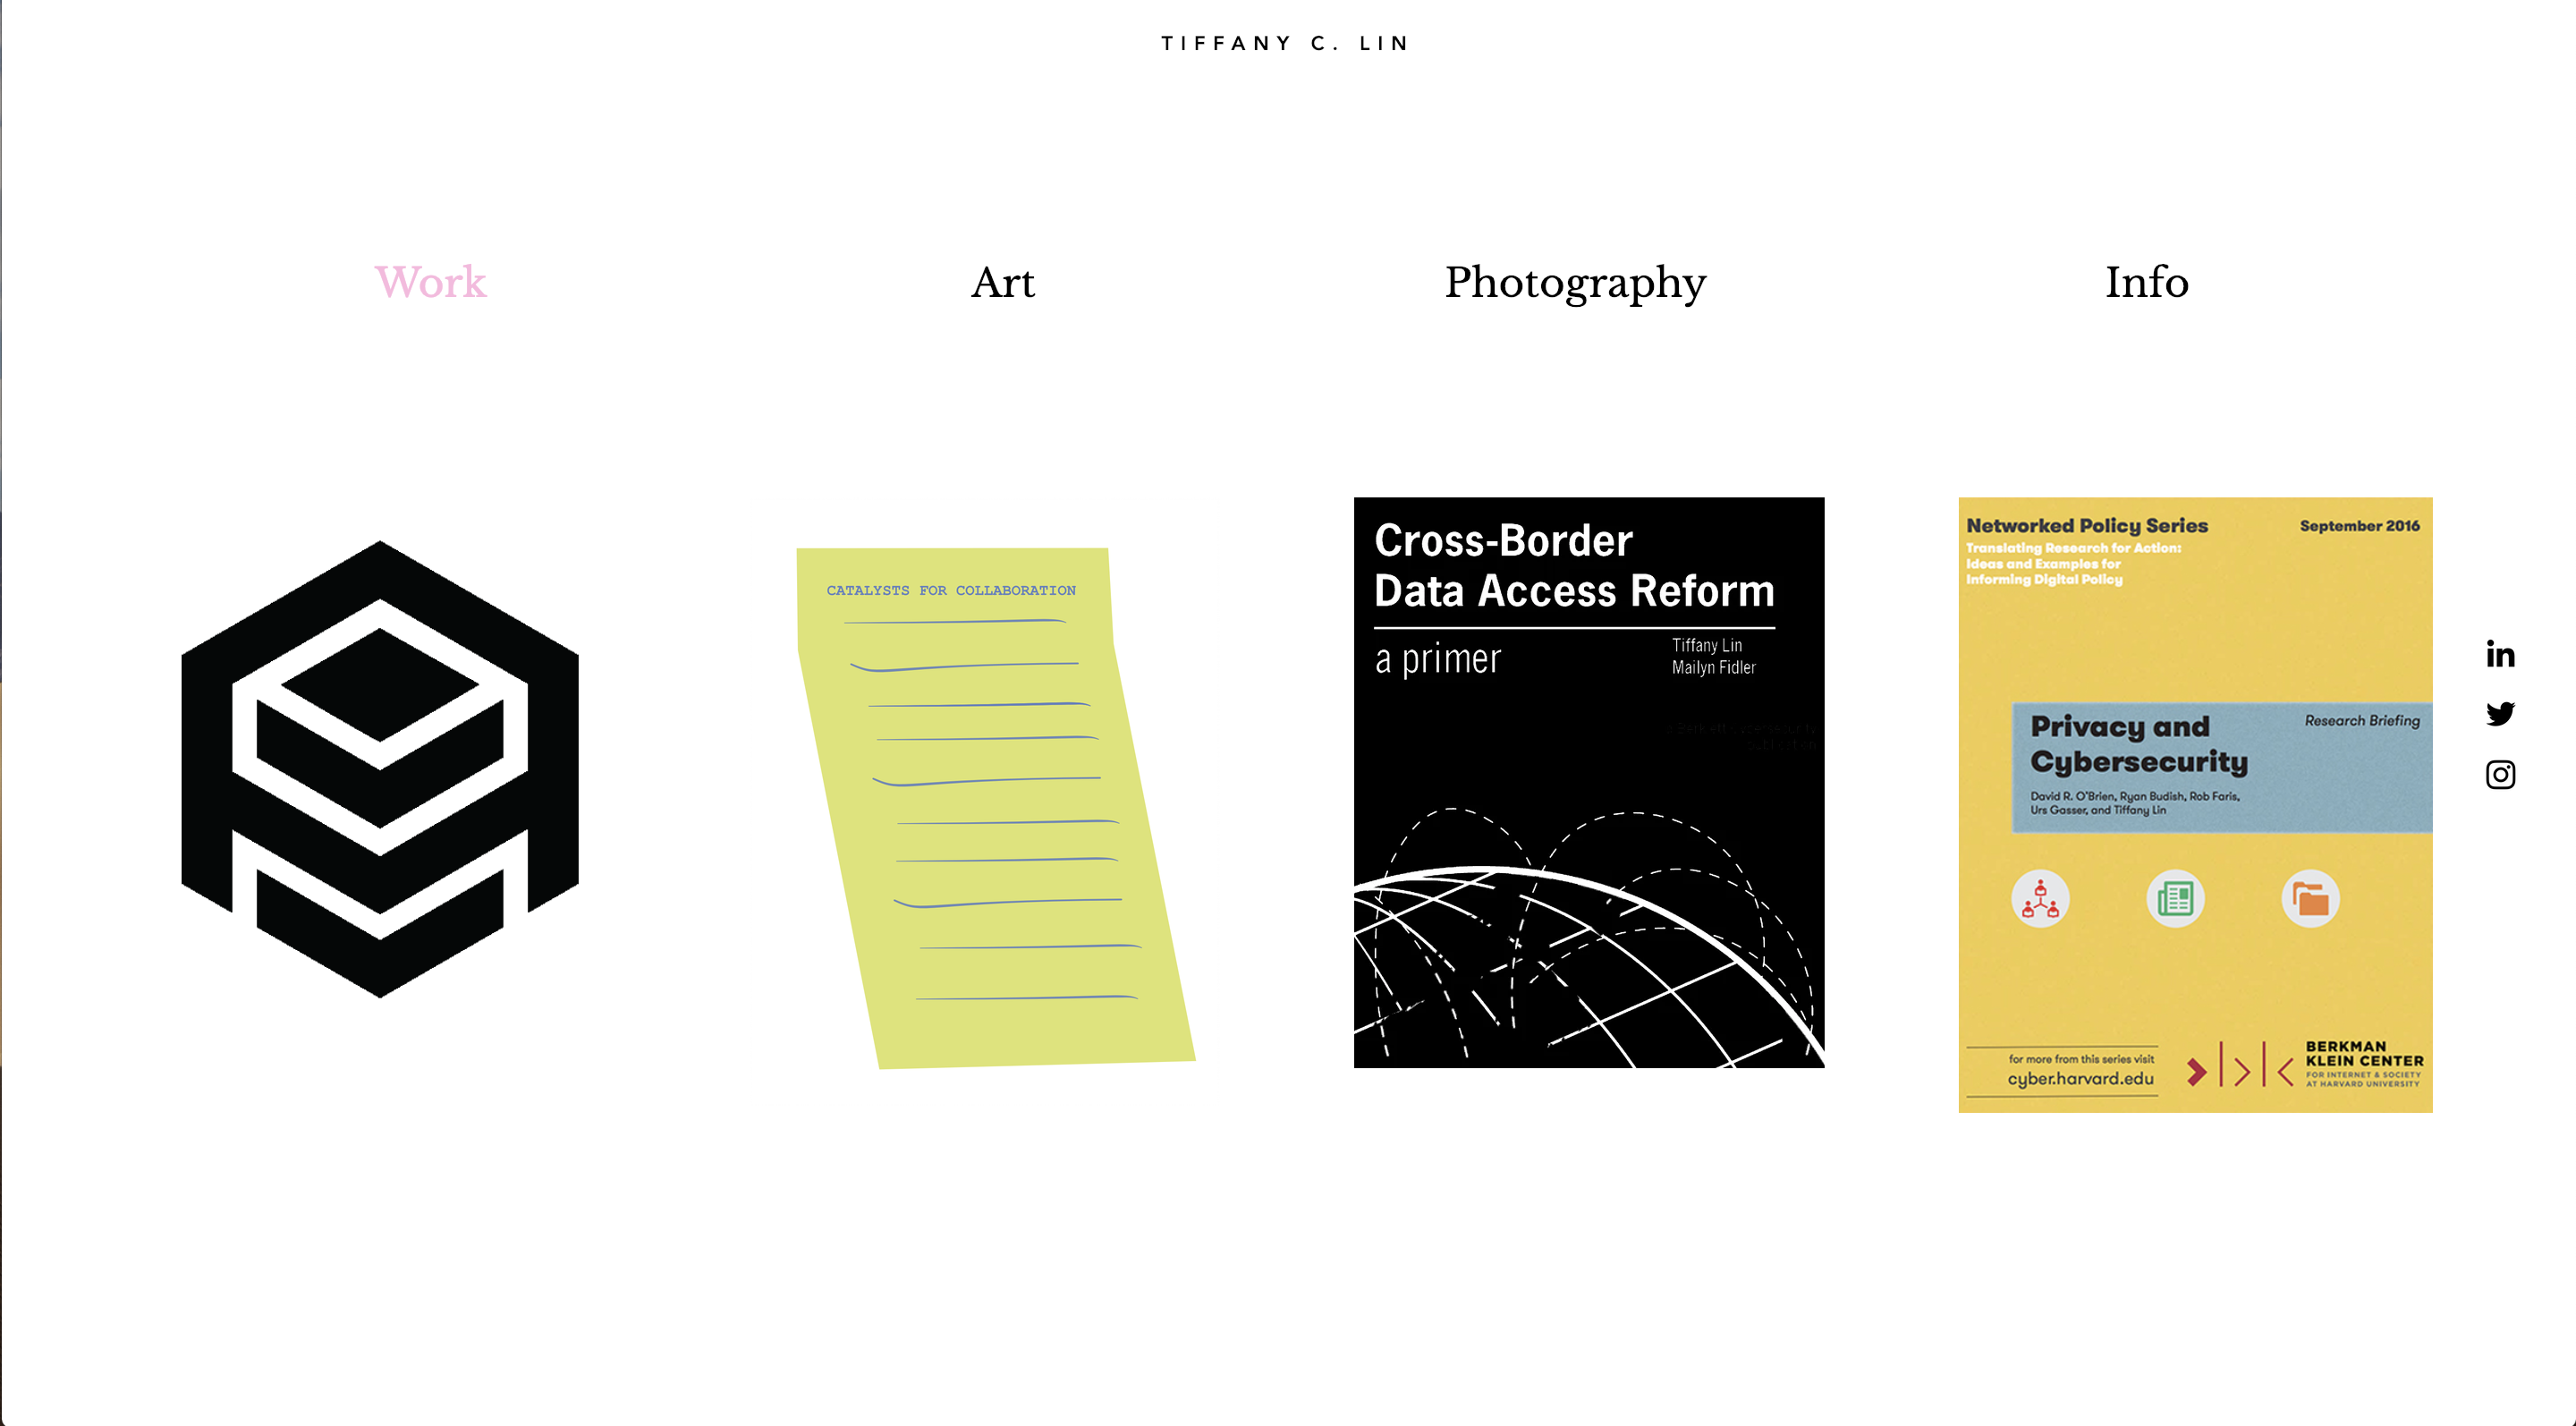 TIFFANY C. LIN
Work
Art
Photography
Info
CATALYSTS FOR COLLABORATION
Cross-Border
Data Access Reform
a primer
Tiffany Lin
Mailyn Fidler
Networked Policy Series
September 2016
Translating Research for Action:
Ideas and Examples for
Informing Digital Policy
Privacy and
Cybersecurity
Research Briefing
David R. O'Brien, Ryan Budish, Rob Faris,
Urs Gasser, and Tiffany Lin
for more from this series visit
cyber.harvard.edu
BERKMAN
KLEIN CENTER
FOR INTERNET & SOCIETY
AT HARVARD UNIVERSITY
in